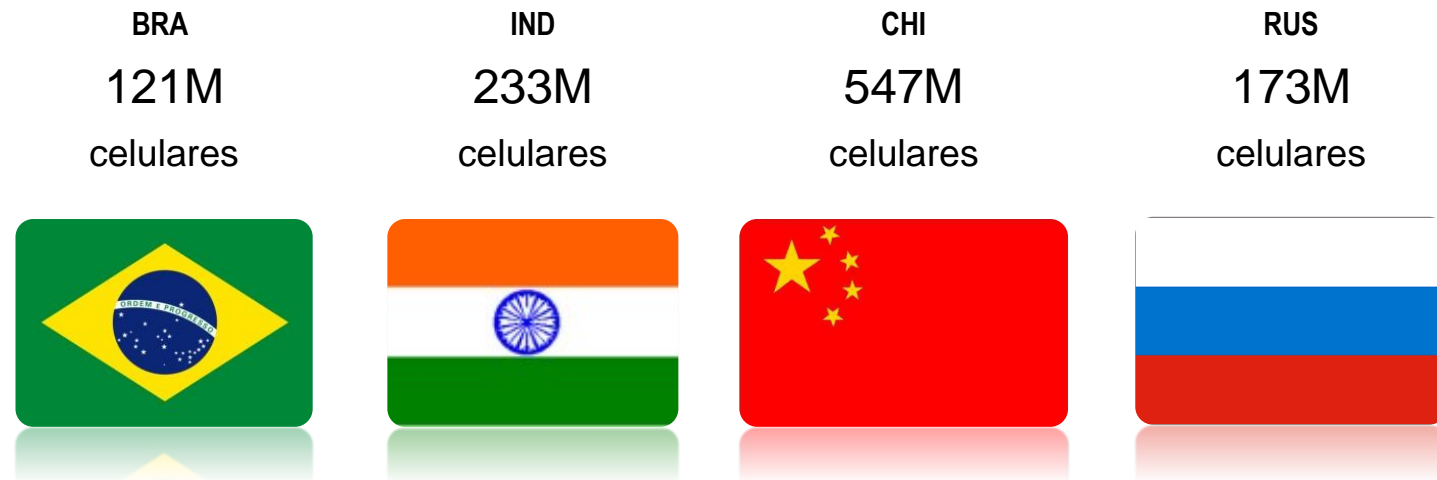 BRA
121M
celulares
IND
233M
celulares
CHI
547M
celulares
RUS
173M
celulares
ORDEM E PROGRESSO